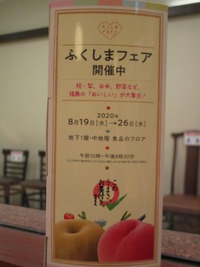 ふくしまフェア
開催中
桃・梨、お米、野菜など、
福島の「おいしい」が大集合!
2020年
8月19日[水]→26日[水]
地下1階・中地階 食品のフロア
午前10時~午後8時30分